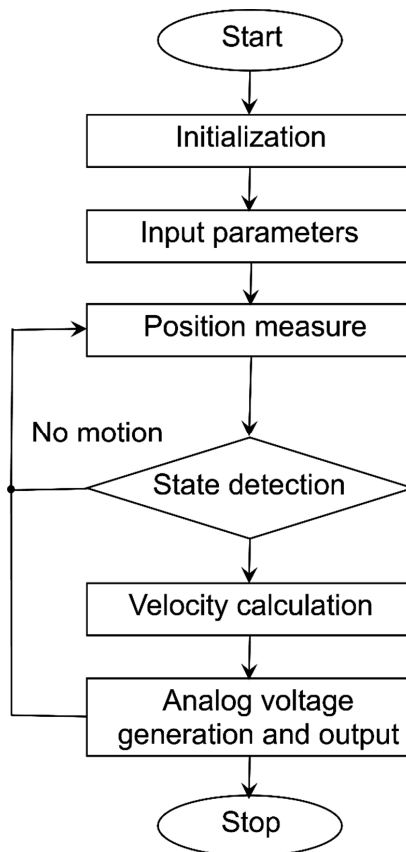 Start
Initialization
Input parameters
Position measure
No motion
State detection
Velocity calculation
Analog voltage
generation and output
Stop